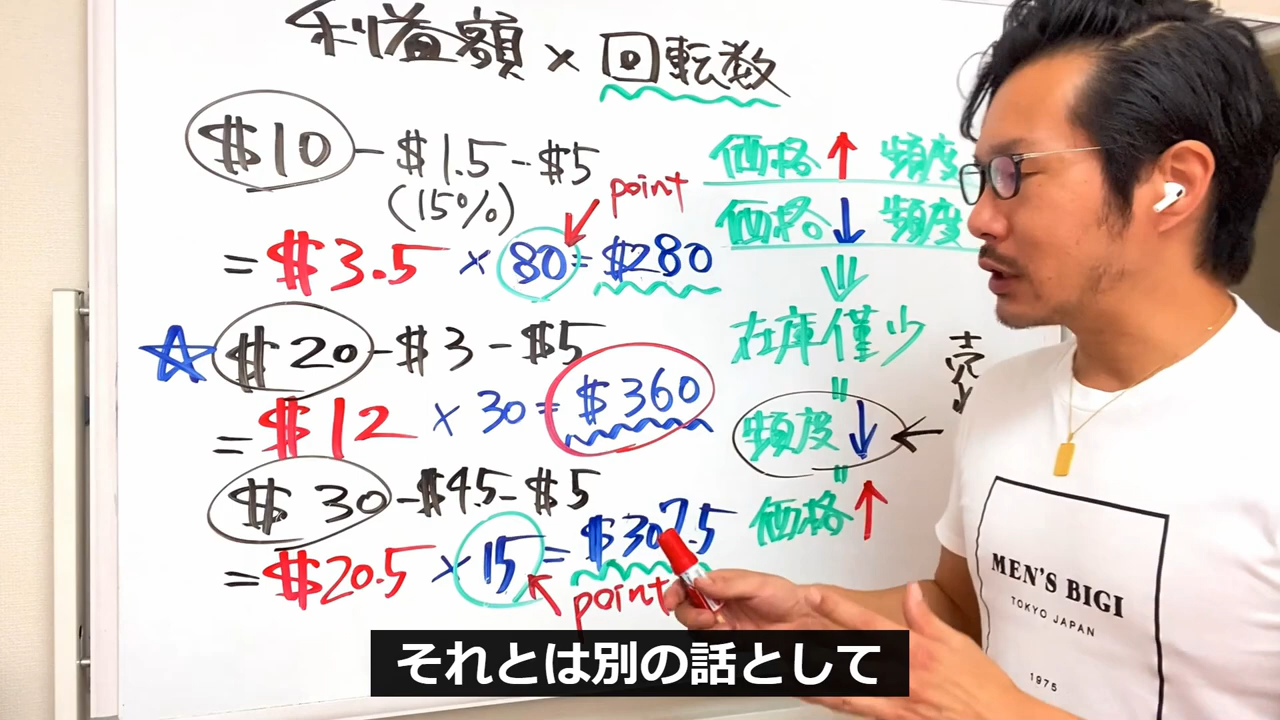 利益額 × 回転数
$10 - $1.5 - $5
(15%)
point
= $3.5 × 80 = $280
$20 - $3 - $5
= $12 × 30 = $360
$30 - $4.5 - $5
= $20.5 × 15 = $307.5
point
価格↑ 頻度
価格↓ 頻度
在庫僅少
頻度↓
価格↑
売
MEN'S BIGI
TOKYO JAPAN
1975
それとは別の話として